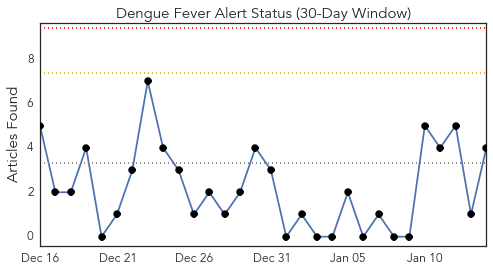 Dengue Fever Alert Status (30-Day Window)
Articles Found
8
6
4
2
0
Dec 16 Dec 21 Dec 26 Dec 31 Jan 05 Jan 10